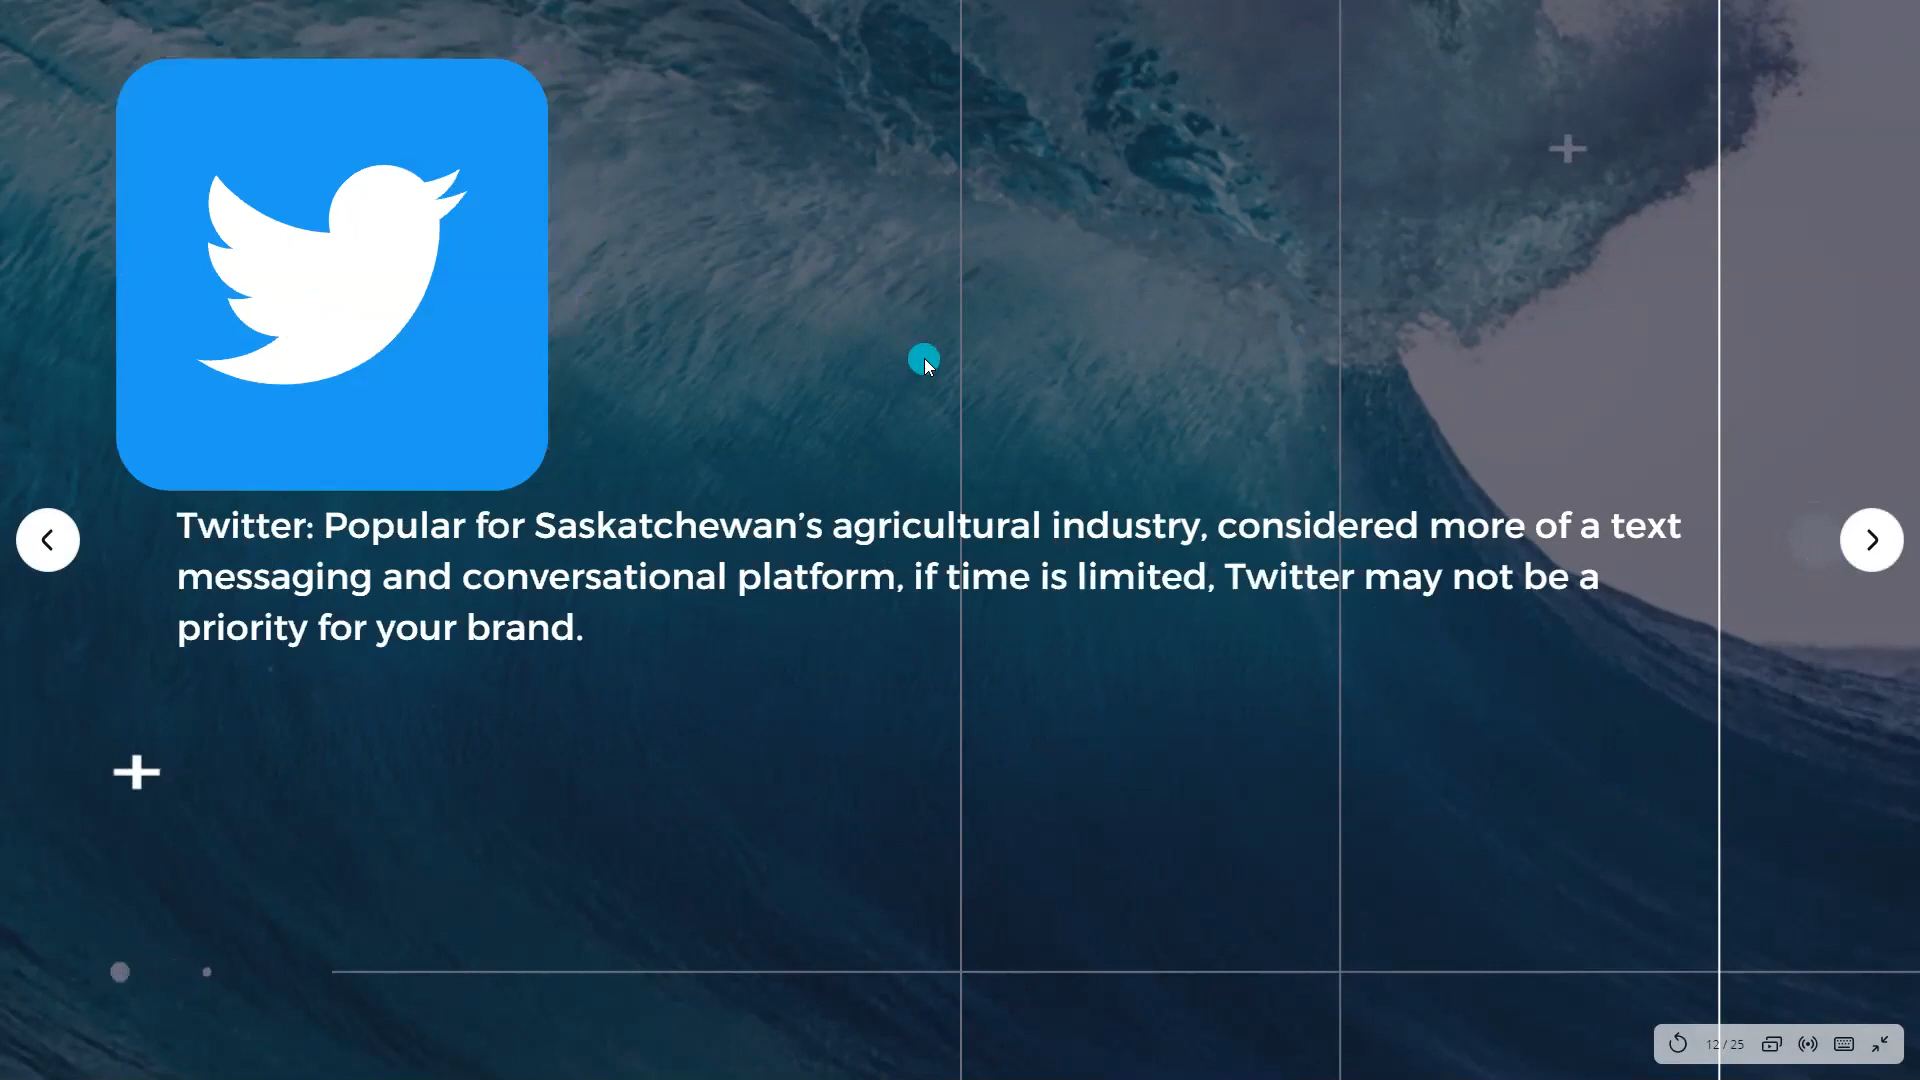 Twitter: Popular for Saskatchewan’s agricultural industry, considered more of a text
messaging and conversational platform, if time is limited, Twitter may not be a
priority for your brand.
12 / 25